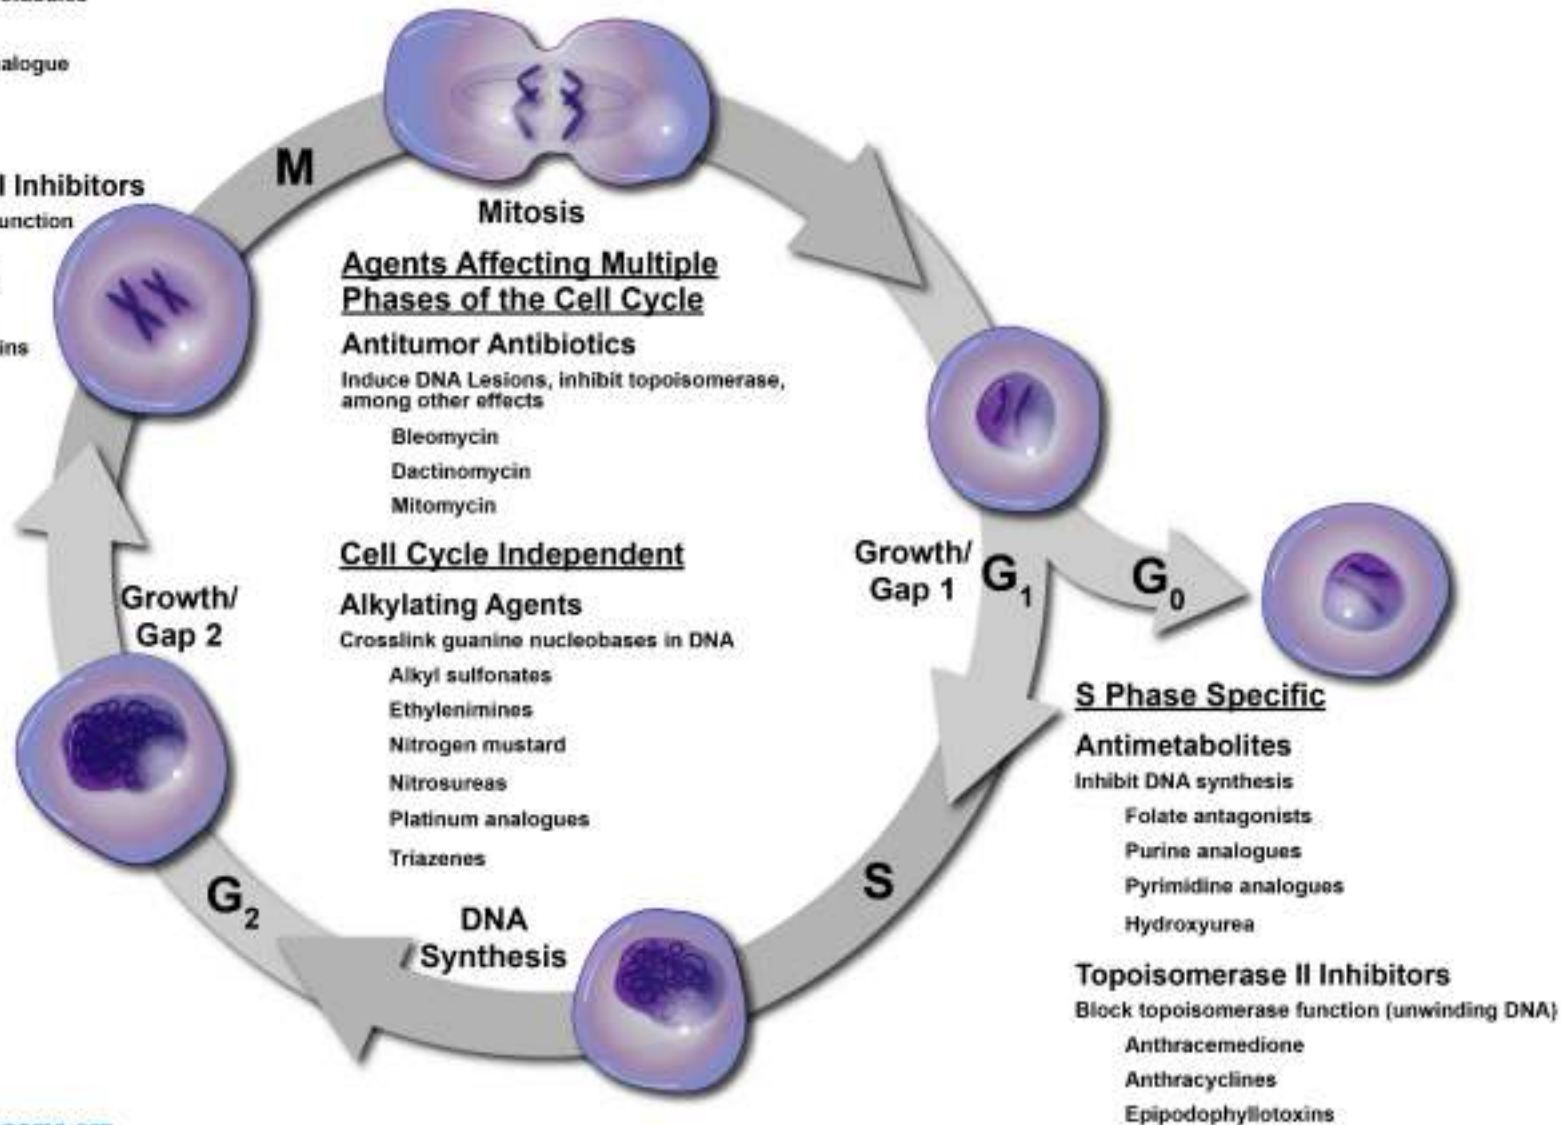 alogue
I Inhibitors
unction
ins
M
Mitosis
Agents Affecting Multiple
Phases of the Cell Cycle
Antitumor Antibiotics
Induce DNA Lesions, inhibit topoisomerase,
among other effects
Bleomycin
Dactinomycin
Mitomycin
Cell Cycle Independent
Alkylating Agents
Crosslink guanine nucleobases in DNA
Alkyl sulfonates
Ethylenimines
Nitrogen mustard
Nitrosureas
Platinum analogues
Triazenes
Growth/
Gap 1
G1
G0
Growth/
Gap 2
G2
DNA
Synthesis
S
S Phase Specific
Antimetabolites
Inhibit DNA synthesis
Folate antagonists
Purine analogues
Pyrimidine analogues
Hydroxyurea
Topoisomerase II Inhibitors
Block topoisomerase function (unwinding DNA)
Anthracemedione
Anthracyclines
Epipodophyllotoxins